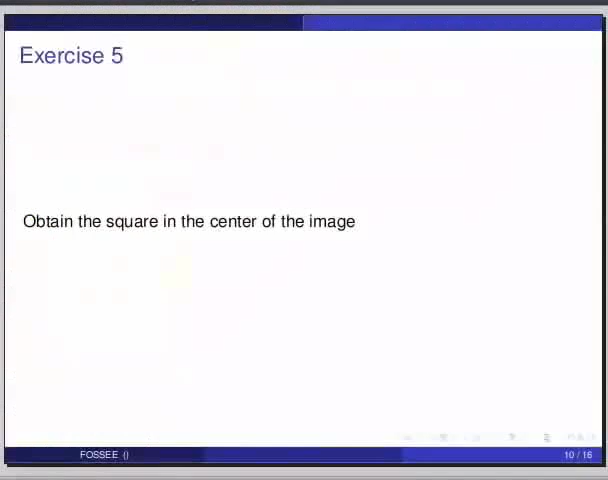 Exercise 5
Obtain the square in the center of the image
FOSSEE ()
10 / 16